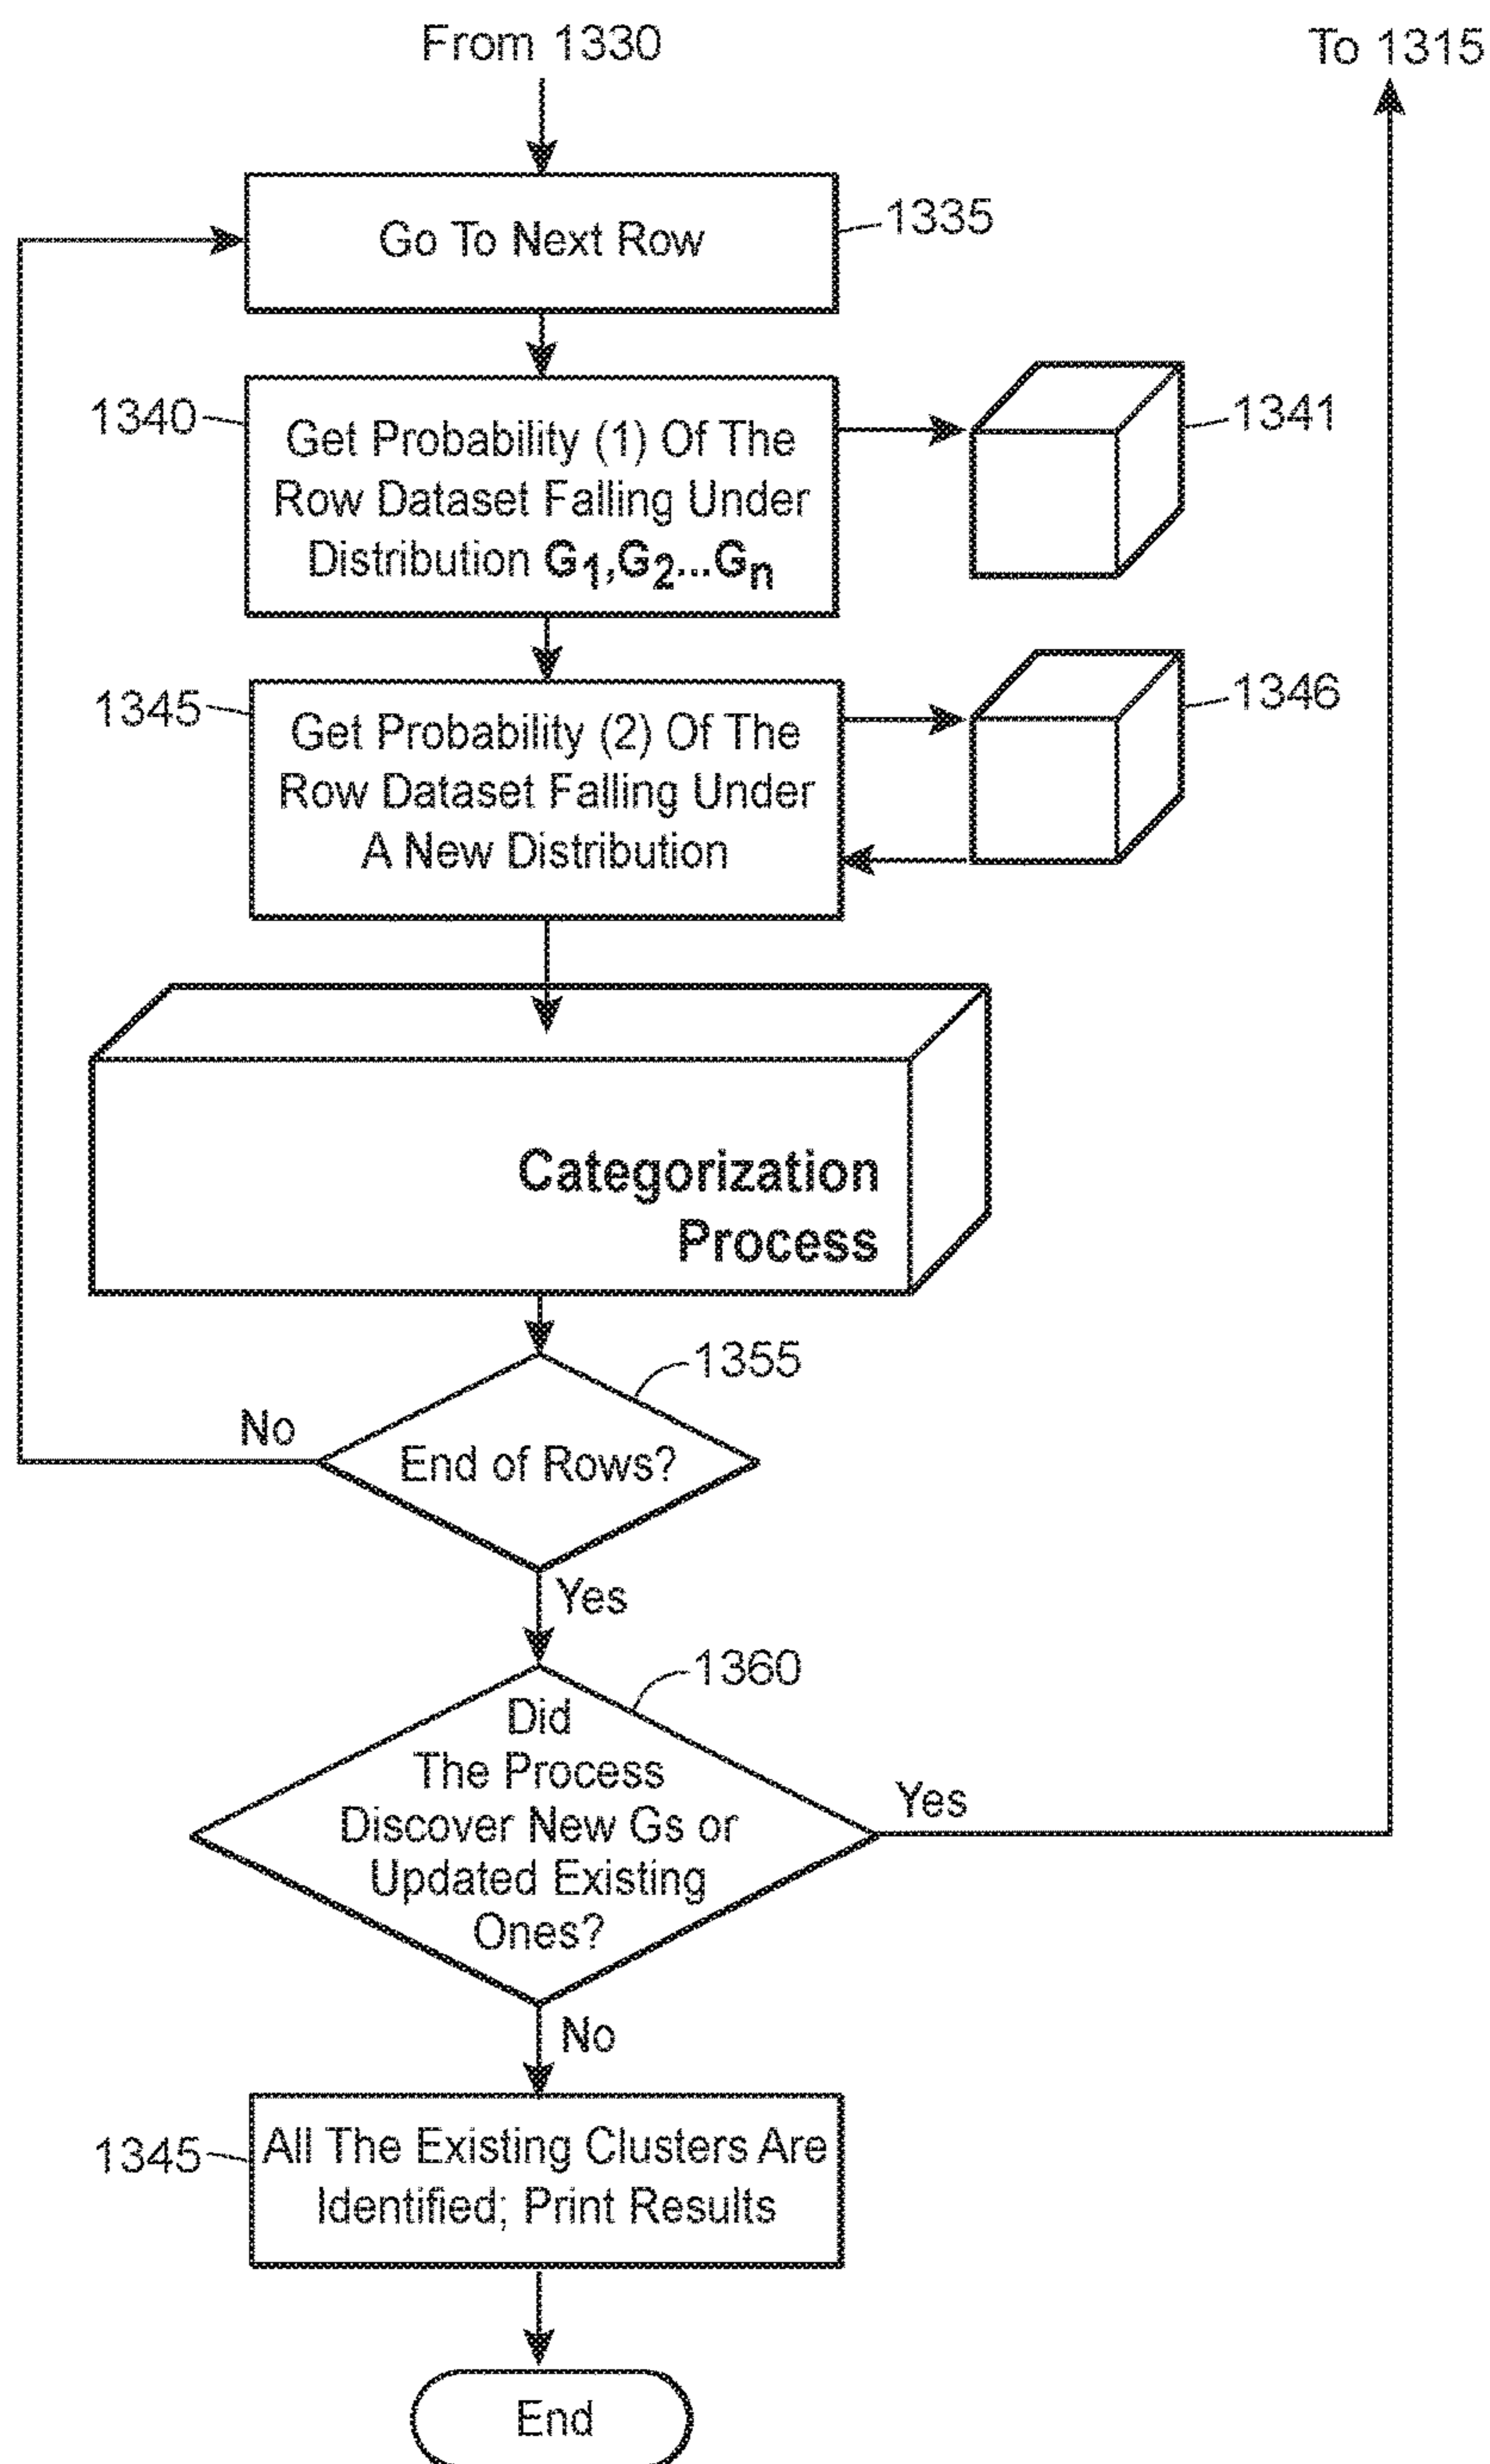 From 1330
To 1315
Go To Next Row
1335
1340
Get Probability (1) Of The
Row Dataset Falling Under
Distribution G1,G2...Gn
1341
1345
Get Probability (2) Of The
Row Dataset Falling Under
A New Distribution
1346
Categorization
Process
1355
No
End of Rows?
Yes
1360
Did
The Process
Discover New Gs or
Updated Existing
Ones?
Yes
No
1345
All The Existing Clusters Are
Identified; Print Results
End